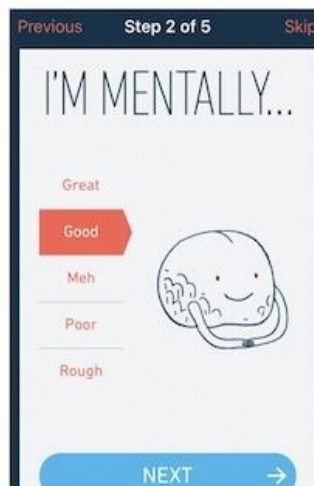 Previous Step 2 of 5 Skip
I'M MENTALLY...
Great
Good
Meh
Poor
Rough
NEXT